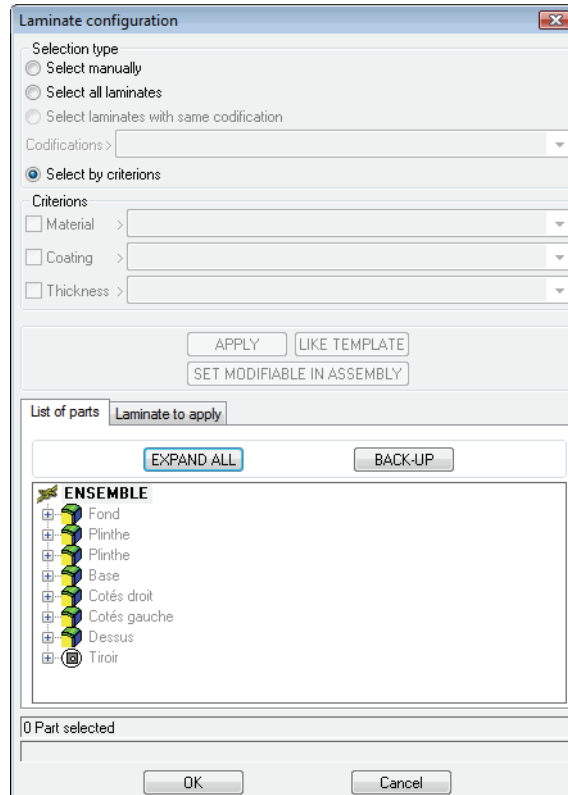 Laminate configuration
Selection type
Select manually
Select all laminates
Select laminates with same codification
Codifications >
Select by criterions
Criterions
Material >
Coating >
Thickness >
APPLY LIKE TEMPLATE
SET MODIFIABLE IN ASSEMBLY
List of parts Laminate to apply
EXPAND ALL BACK-UP
ENSEMBLE
Fond
Plinthe
Plinthe
Base
Cotés droit
Cotés gauche
Dessus
Tiroir
0 Part selected
OK Cancel